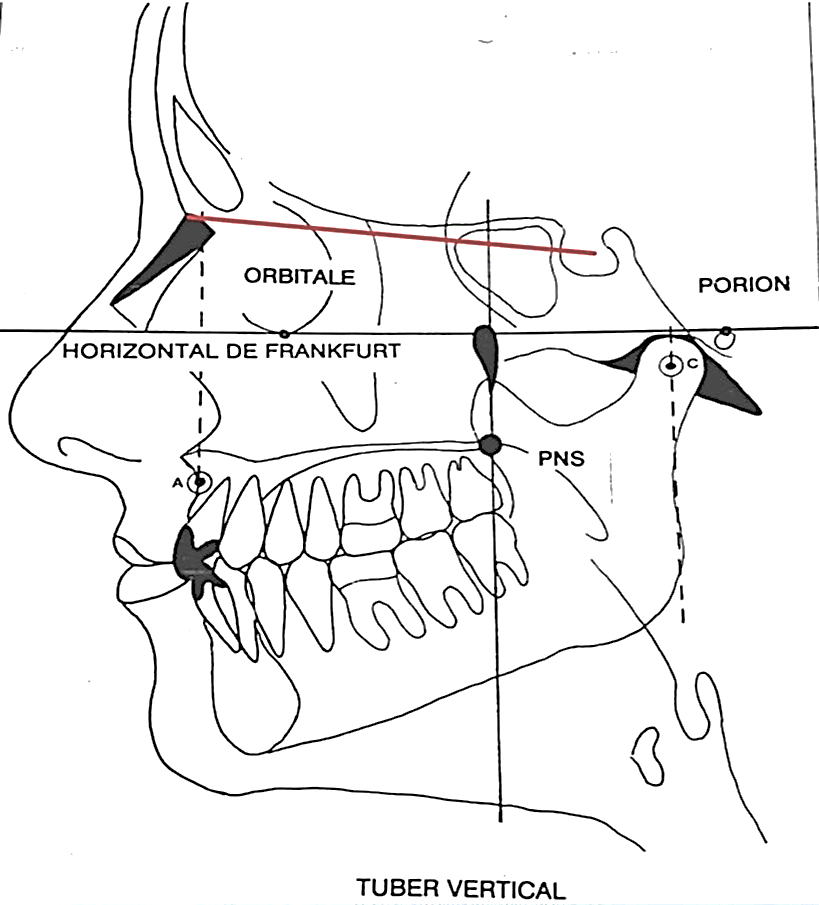 ORBITALE
PORION
HORIZONTAL DE FRANKFURT
C
PNS
A
TUBER VERTICAL